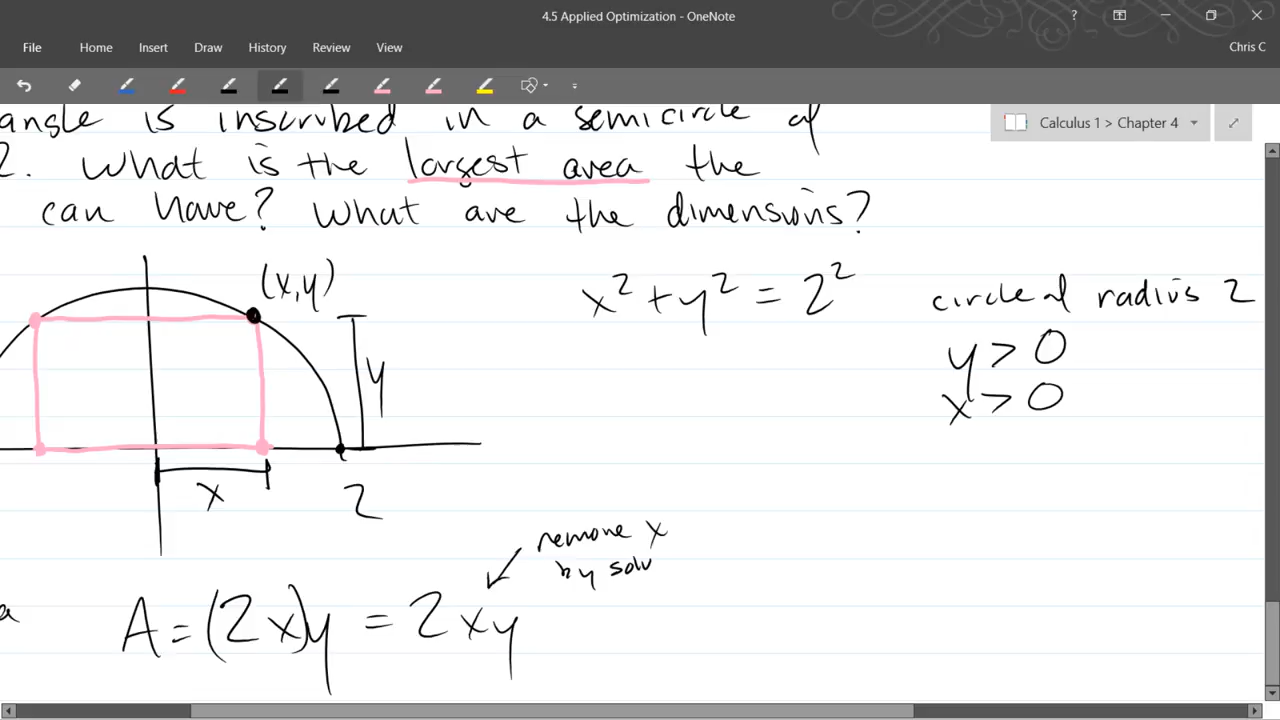 4.5 Applied Optimization - OneNote
?
File Home Insert Draw History Review View
Chris C
Calculus 1 > Chapter 4
angle is inscribed in a semicircle of
2. What is the largest area the
can have? What are the dimensions?
(x,y)
x² + y² = 2²
circle of radius 2
y > 0
x > 0
y
x
2
remove x
by solv
a
A = (2x)y = 2xy